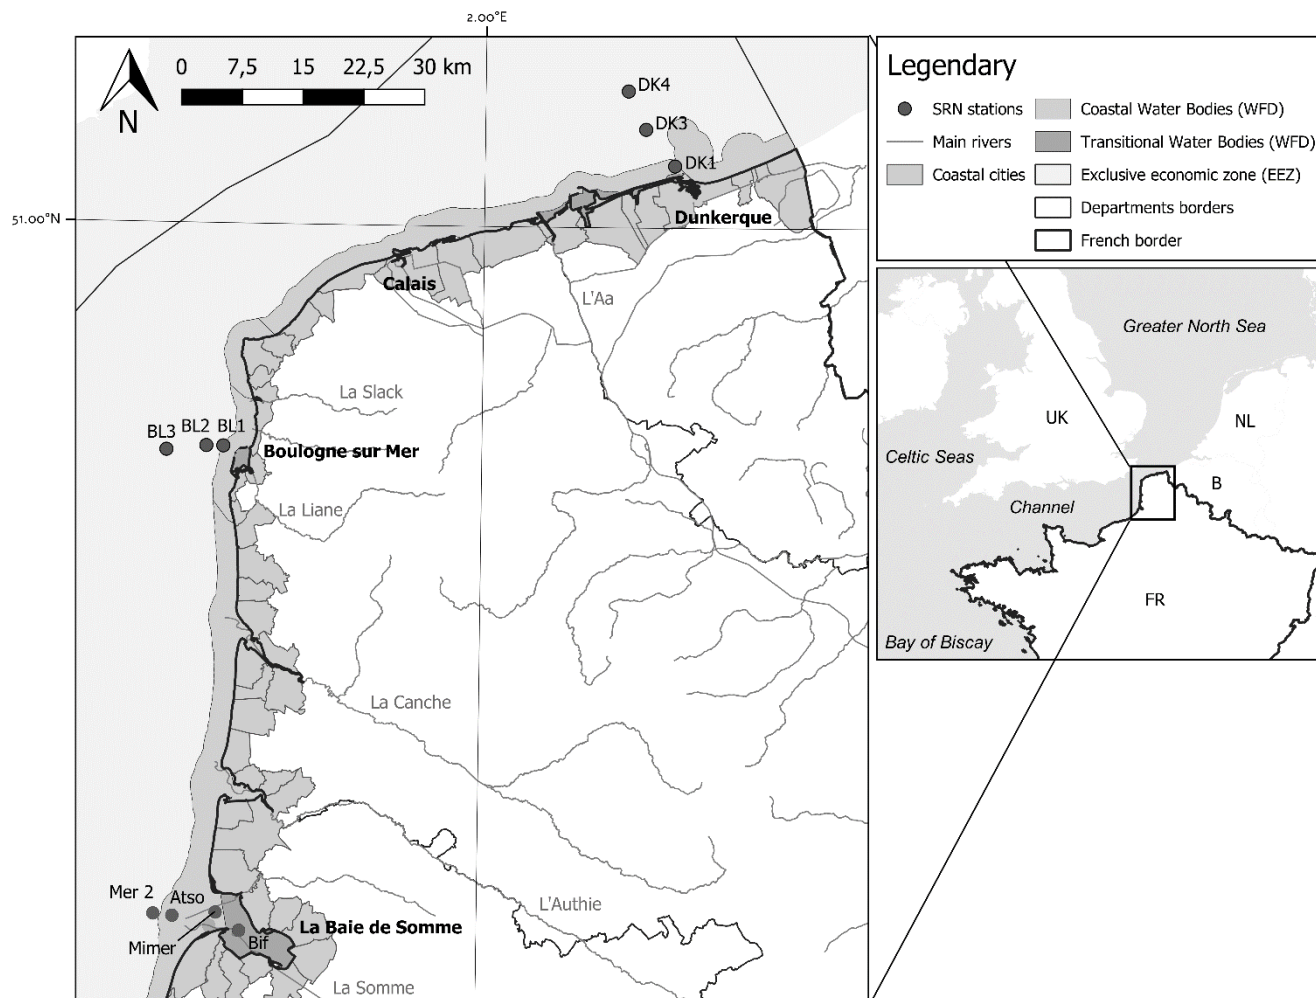 2.00°E
0 7,5 15 22,5 30 km
N
DK4
DK3
DK1
51.00°N
Dunkerque
Calais
L'Aa
La Slack
BL3 BL2 BL1
Boulogne sur Mer
La Liane
La Canche
Mer 2 Atso
L'Authie
Mimer
Bif
La Baie de Somme
La Somme
Legendary
SRN stations
Main rivers
Coastal cities
Coastal Water Bodies (WFD)
Transitional Water Bodies (WFD)
Exclusive economic zone (EEZ)
Departments borders
French border
Greater North Sea
UK
NL
Celtic Seas
B
Channel
FR
Bay of Biscay